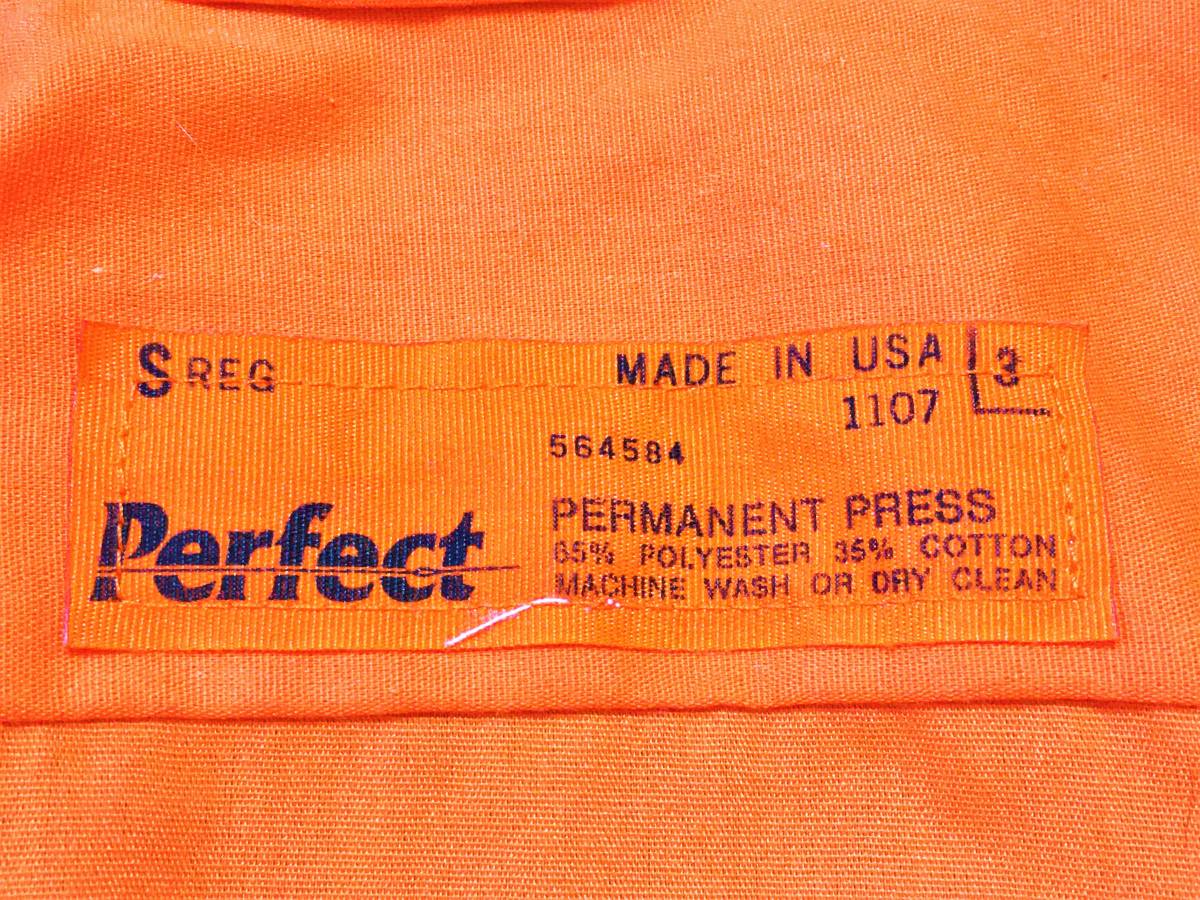 S REG MADE IN USA 3
1107
564584
Perfect
PERMANENT PRESS
65% POLYESTER 35% COTTON
MACHINE WASH OR DRY CLEAN